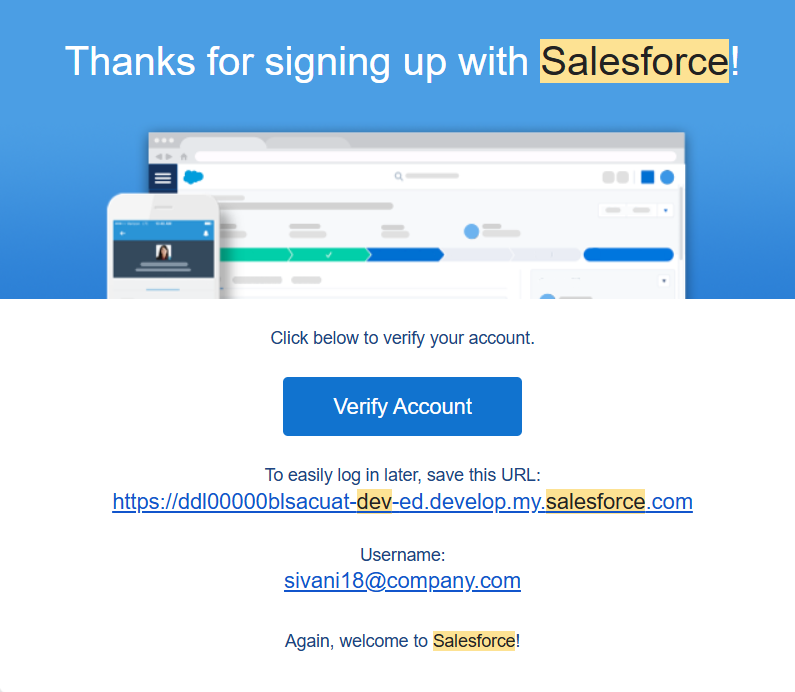 Thanks for signing up with Salesforce!
Click below to verify your account.
Verify Account
To easily log in later, save this URL:
https://ddl00000blsacuat-dev-ed.develop.my.salesforce.com
Username:
sivani18@company.com
Again, welcome to Salesforce!